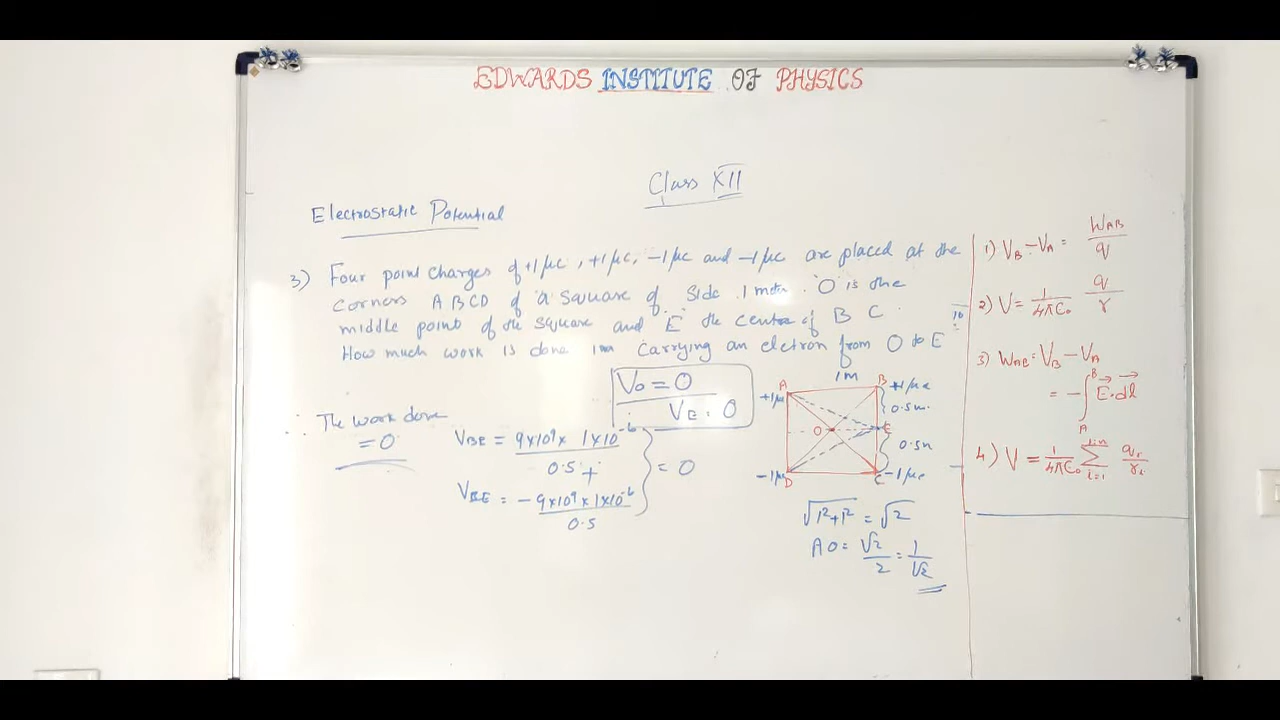 EDWARDS INSTITUTE OF PHYSICS
Class XII
Electrostatic Potential
3) Four point charges of +1μc, +1μc, -1μc and -1μc are placed at the
corners ABCD of a square of side 1 meter. 'O' is the
middle point of the square and E the centre of B C.
How much work is done in carrying an eletron from O to E
V₀ = 0
V_E = 0
∴ The work done
= 0
V_BE = 9×10⁹ × 1×10⁻⁶ / 0.5 +
V_CE = -9×10⁹ × 1×10⁻⁶ / 0.5
} = 0
1m
A
B
+1μc
+1μc
0.5m
O
E
0.5m
-1μc
D
C
-1μc
√1²+1² = √2
AO = √2/2 = 1/√2
1) V_B - V_A = W_AB / q
2) V = 1/4πε₀ q/r
3) W_AB = V_B - V_A
= -∫_A^B E⃗.dl⃗
4) V = 1/4πε₀ Σ_{i=1}^{i=n} q_i/r_i